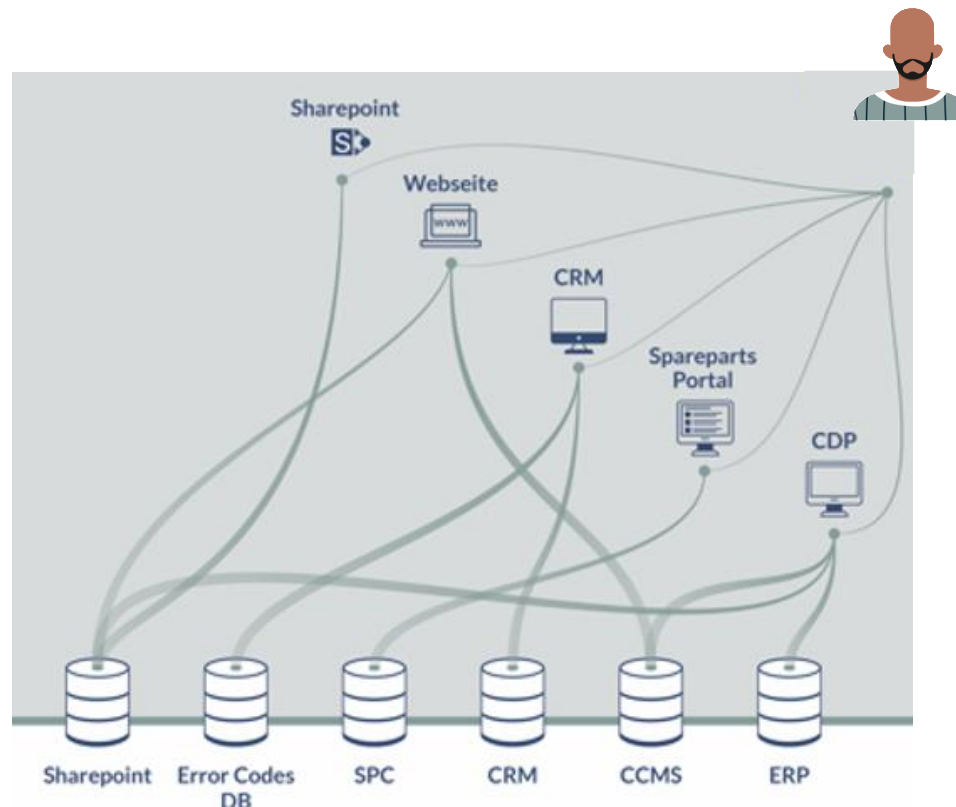 Sharepoint
S
Webseite
www
CRM
Spareparts
Portal
CDP
Sharepoint
Error Codes
DB
SPC
CRM
CCMS
ERP